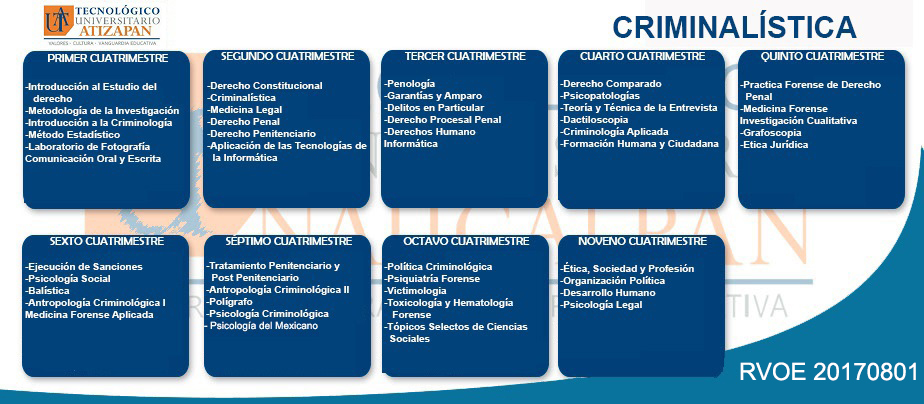 TECNOLÓGICO
UNIVERSITARIO
ATIZAPAN
VALORES · CULTURA · VANGUARDIA EDUCATIVA
CRIMINALÍSTICA
PRIMER CUATRIMESTRE
-Introducción al Estudio del
derecho
-Metodología de la Investigación
-Introducción a la Criminología
-Método Estadístico
-Laboratorio de Fotografía
Comunicación Oral y Escrita
SEGUNDO CUATRIMESTRE
-Derecho Constitucional
-Criminalística
-Medicina Legal
-Derecho Penal
-Derecho Penitenciario
-Aplicación de las Tecnologías de
la Informática
TERCER CUATRIMESTRE
-Penología
-Garantías y Amparo
-Delitos en Particular
-Derecho Procesal Penal
-Derechos Humano
Informática
CUARTO CUATRIMESTRE
-Derecho Comparado
-Psicopatologías
-Teoría y Técnica de la Entrevista
-Dactiloscopia
-Criminología Aplicada
-Formación Humana y Ciudadana
QUINTO CUATRIMESTRE
-Practica Forense de Derecho
Penal
-Medicina Forense
Investigación Cualitativa
-Grafoscopia
-Etica Jurídica
SEXTO CUATRIMESTRE
-Ejecución de Sanciones
-Psicología Social
-Balística
-Antropología Criminológica I
Medicina Forense Aplicada
SÉPTIMO CUATRIMESTRE
-Tratamiento Penitenciario y
Post Penitenciario
-Antropología Criminológica II
-Polígrafo
-Psicología Criminológica
- Psicología del Mexicano
OCTAVO CUATRIMESTRE
-Política Criminológica
-Psiquiatría Forense
-Victimologia
-Toxicología y Hematología
Forense
-Tópicos Selectos de Ciencias
Sociales
NOVENO CUATRIMESTRE
-Ética, Sociedad y Profesión
-Organización Política
-Desarrollo Humano
-Psicología Legal
NAUCALPAN
RVOE 20170801